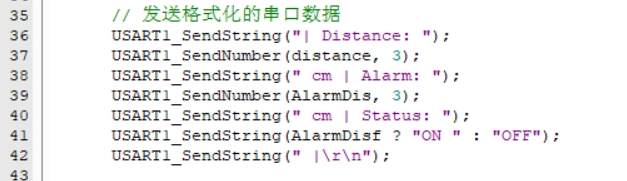 35 // 发送格式化的串口数据
36 USART1_SendString("| Distance: ");
37 USART1_SendNumber(distance, 3);
38 USART1_SendString(" cm | Alarm: ");
39 USART1_SendNumber(AlarmDis, 3);
40 USART1_SendString(" cm | Status: ");
41 USART1_SendString(AlarmDisf ? "ON " : "OFF");
42 USART1_SendString(" |\r\n");
43